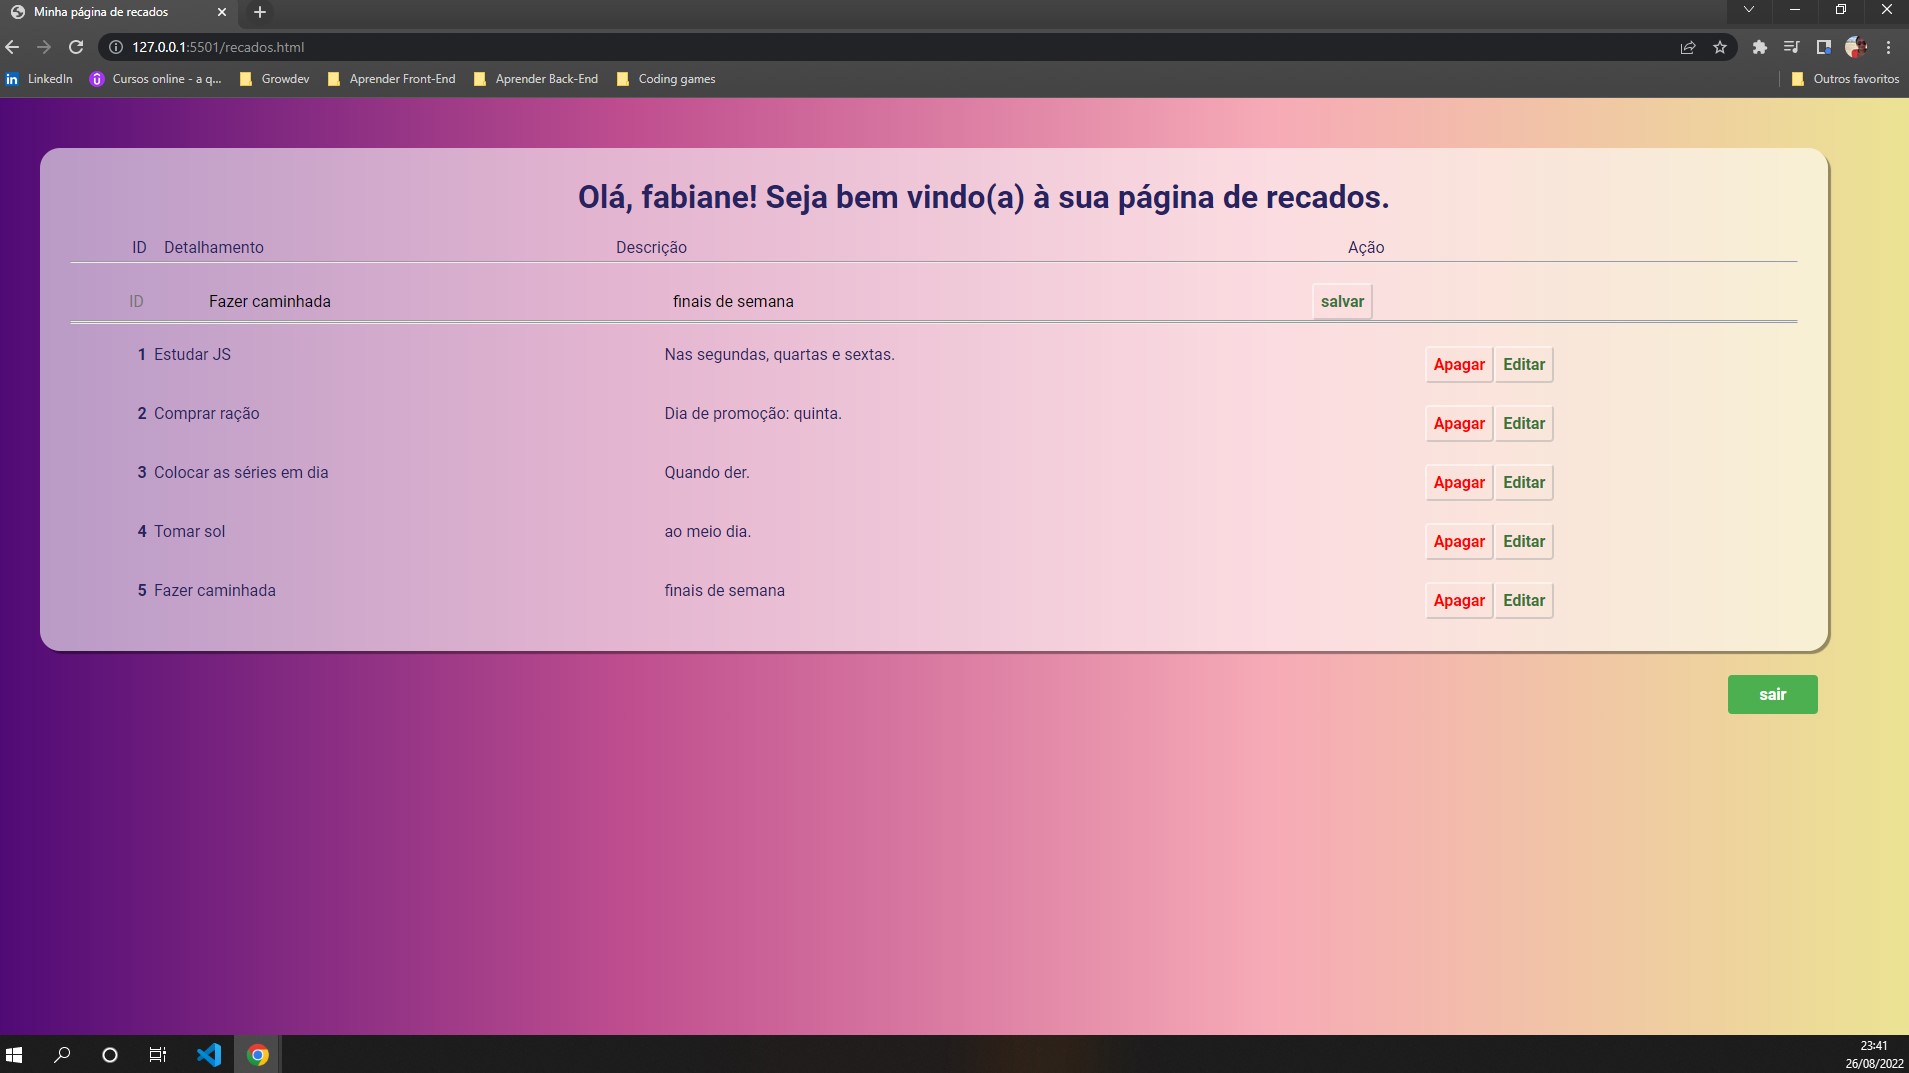 Minha página de recados
127.0.0.1:5501/recados.html
in LinkedIn Cursos online - a q... Growdev Aprender Front-End Aprender Back-End Coding games Outros favoritos
Olá, fabiane! Seja bem vindo(a) à sua página de recados.
ID Detalhamento Descrição Ação
ID Fazer caminhada finais de semana salvar
1 Estudar JS Nas segundas, quartas e sextas. Apagar Editar
2 Comprar ração Dia de promoção: quinta. Apagar Editar
3 Colocar as séries em dia Quando der. Apagar Editar
4 Tomar sol ao meio dia. Apagar Editar
5 Fazer caminhada finais de semana Apagar Editar
sair
23:41
26/08/2022